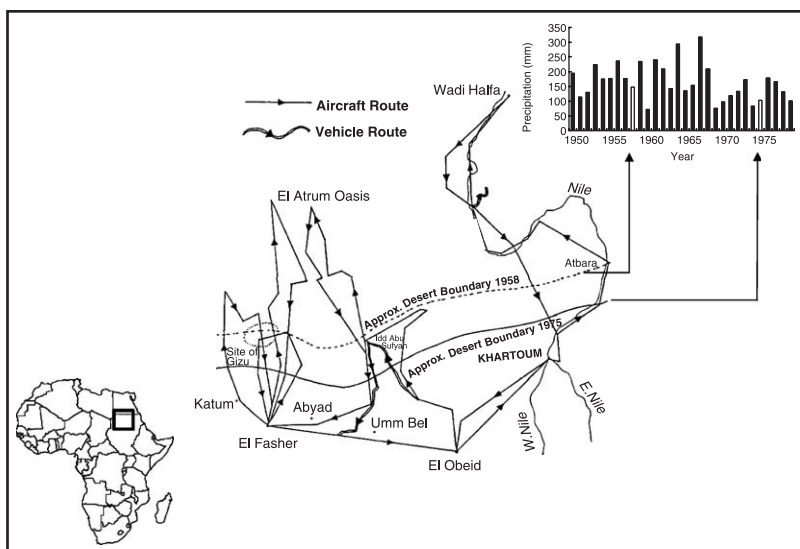 350
300
250
200
150
100
50
0
Precipitation (mm)
1950 1955 1960 1965 1970 1975
Year
Wadi Halfa
Aircraft Route
Vehicle Route
El Atrum Oasis
Nile
Atbara
Approx. Desert Boundary 1958
Idd Abu
Sufyan
Approx. Desert Boundary 1975
Site of
Gizu
KHARTOUM
Katum
Abyad
Umm Bel
El Fasher
El Obeid
W.Nile
E.Nile